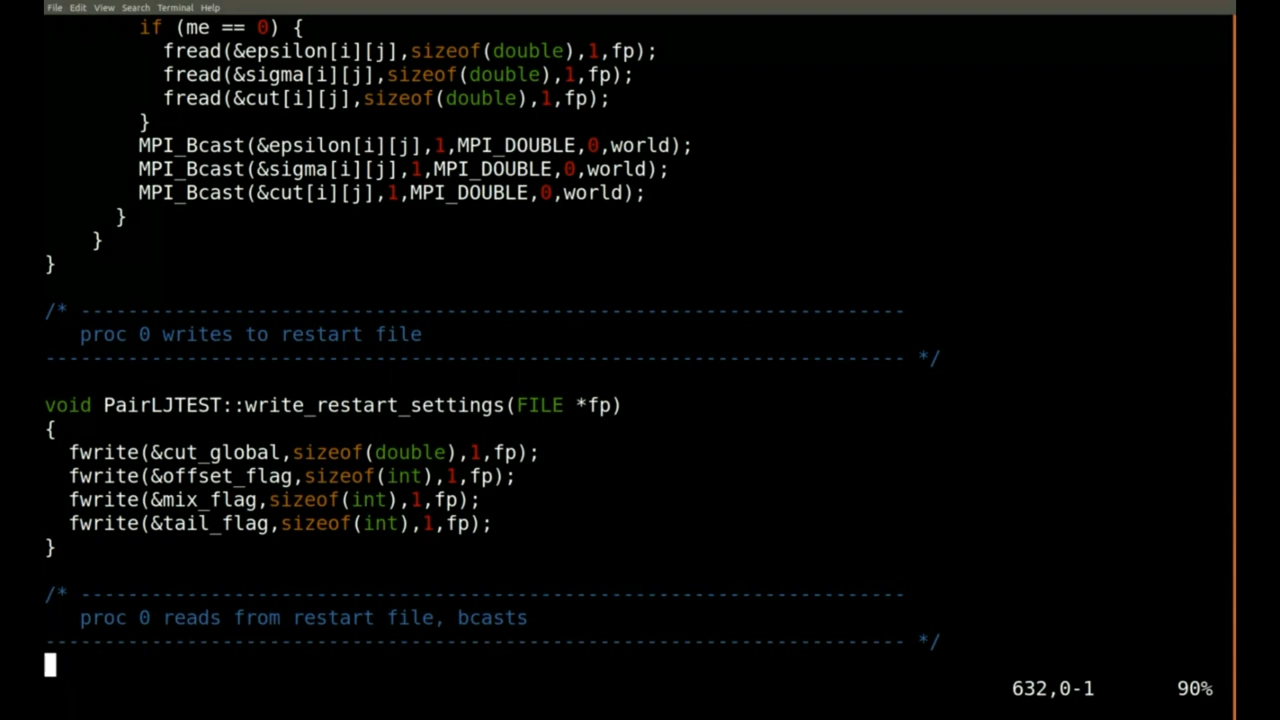 File Edit View Search Terminal Help
if (me == 0) {
fread(&epsilon[i][j],sizeof(double),1,fp);
fread(&sigma[i][j],sizeof(double),1,fp);
fread(&cut[i][j],sizeof(double),1,fp);
}
MPI_Bcast(&epsilon[i][j],1,MPI_DOUBLE,0,world);
MPI_Bcast(&sigma[i][j],1,MPI_DOUBLE,0,world);
MPI_Bcast(&cut[i][j],1,MPI_DOUBLE,0,world);
}
}
}
/* ----------------------------------------------------------------------
proc 0 writes to restart file
------------------------------------------------------------------------- */
void PairLJTEST::write_restart_settings(FILE *fp)
{
fwrite(&cut_global,sizeof(double),1,fp);
fwrite(&offset_flag,sizeof(int),1,fp);
fwrite(&mix_flag,sizeof(int),1,fp);
fwrite(&tail_flag,sizeof(int),1,fp);
}
/* ----------------------------------------------------------------------
proc 0 reads from restart file, bcasts
------------------------------------------------------------------------- */
632,0-1 90%